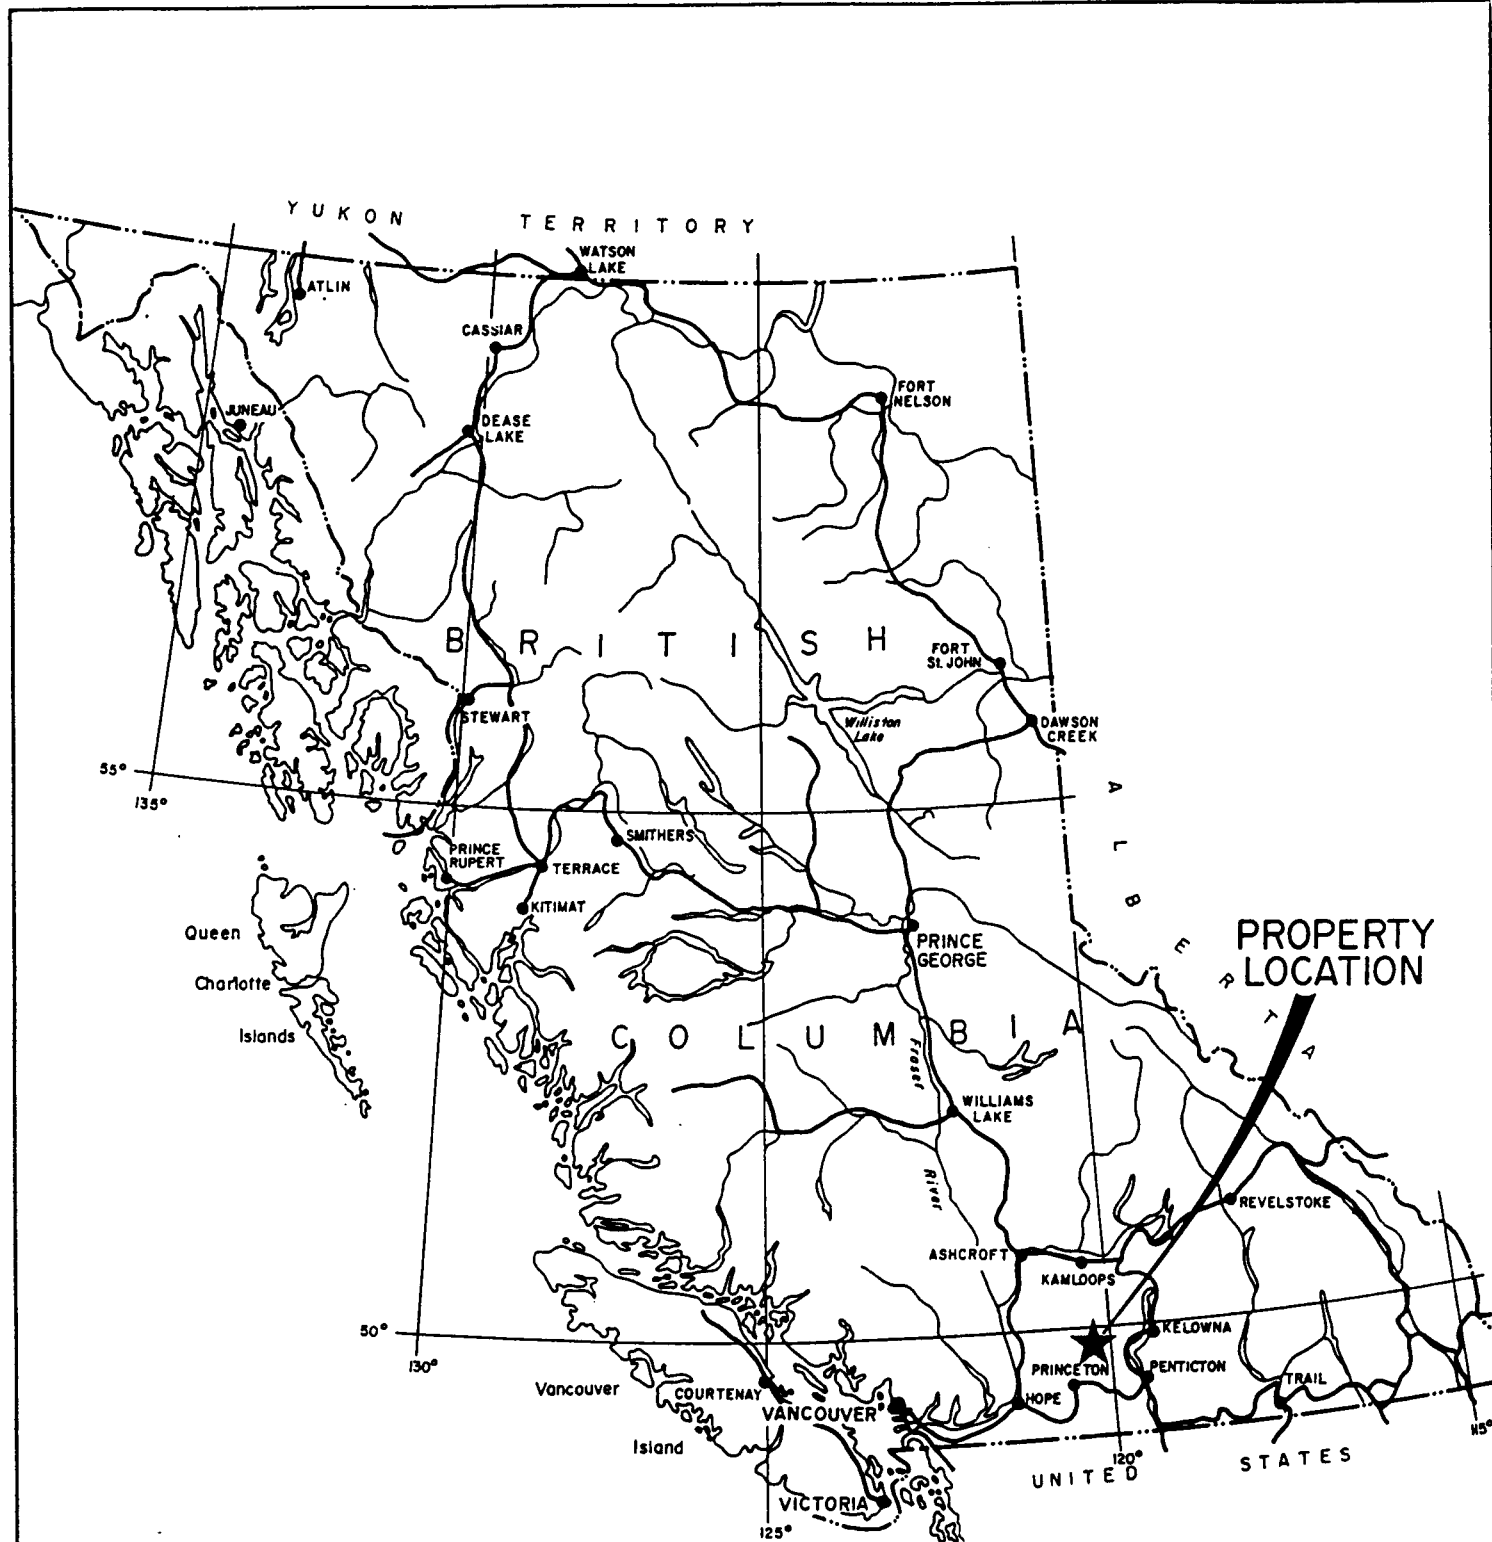 YUKON TERRITORY
WATSON
LAKE
ATLIN
CASSIAR
FORT
NELSON
JUNEAU
DEASE
LAKE
BRITISH
FORT
St. JOHN
STEWART
Williston
Lake
DAWSON
CREEK
55°
135°
ALBERTA
SMITHERS
PRINCE
RUPERT
TERRACE
KITIMAT
Queen
Charlotte
Islands
PRINCE
GEORGE
PROPERTY
LOCATION
COLUMBIA
Fraser
River
WILLIAMS
LAKE
REVELSTOKE
ASHCROFT
KAMLOOPS
50°
130°
KELOWNA
PRINCETON
PENTICTON
TRAIL
Vancouver
Island
COURTENAY
VANCOUVER
HOPE
115°
120°
UNITED STATES
VICTORIA
125°